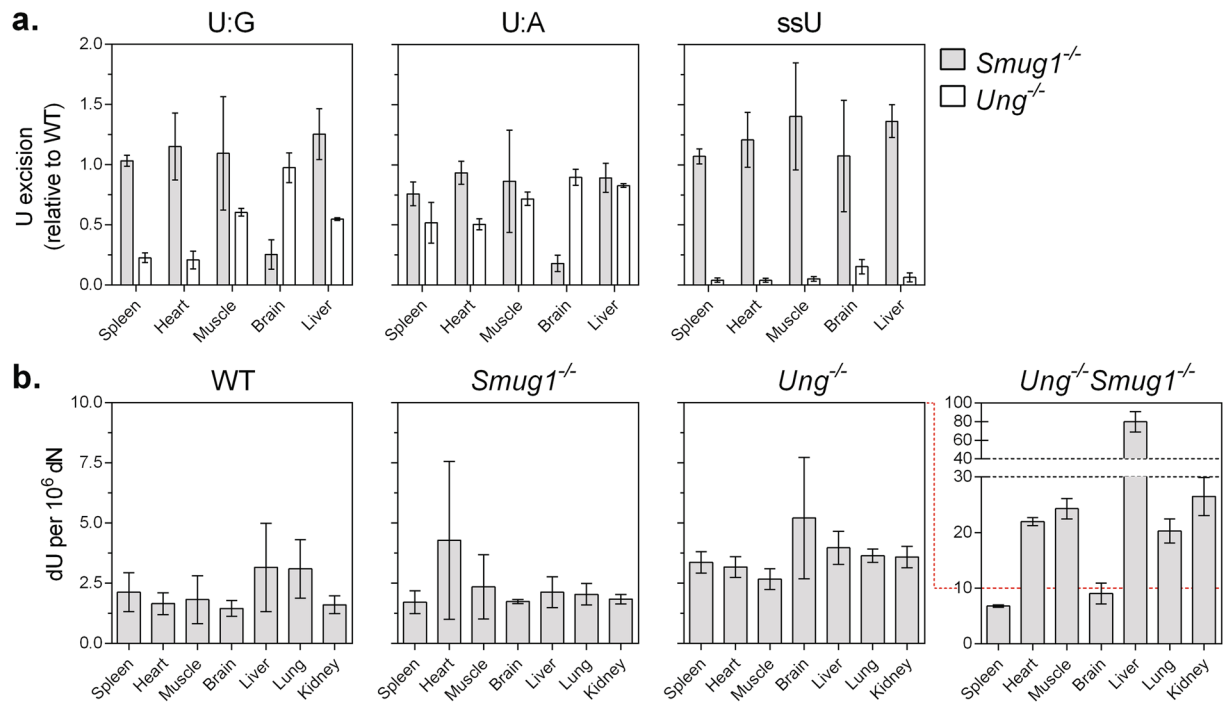 a.
U:G
U:A
ssU
Smug1-/-
Ung-/-
U excision
(relative to WT)
2.0
1.5
1.0
0.5
0.0
Spleen
Heart
Muscle
Brain
Liver
Spleen
Heart
Muscle
Brain
Liver
Spleen
Heart
Muscle
Brain
Liver
b.
WT
Smug1-/-
Ung-/-
Ung-/-Smug1-/-
dU per 10⁶ dN
10.0
7.5
5.0
2.5
0.0
100
80
60
40
30
20
10
0
Spleen
Heart
Muscle
Brain
Liver
Lung
Kidney
Spleen
Heart
Muscle
Brain
Liver
Lung
Kidney
Spleen
Heart
Muscle
Brain
Liver
Lung
Kidney
Spleen
Heart
Muscle
Brain
Liver
Lung
Kidney